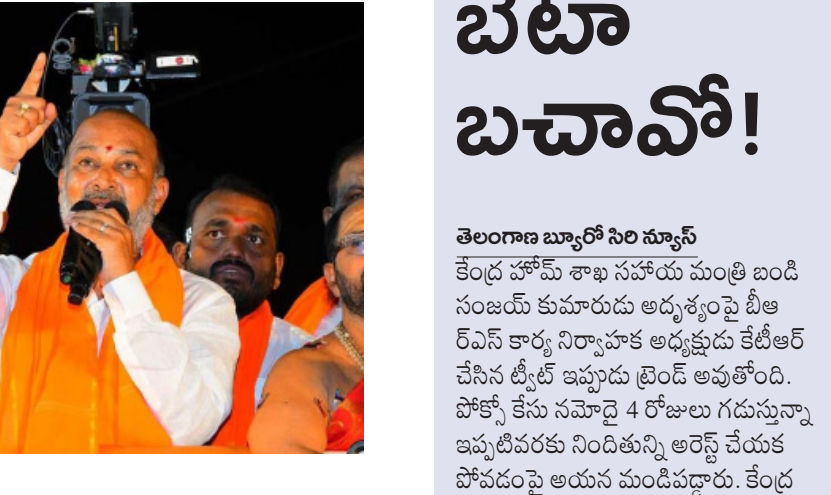 బేటా
బచావో!
తెలంగాణ బ్యూరో సిరి న్యూస్
కేంద్ర హోమ్ శాఖ సహాయ మంత్రి బండి
సంజయ్ కుమారుడు అదృశ్యంపై బీఆ
ర్ఎస్ కార్య నిర్వాహక అధ్యక్షుడు కేటీఆర్
చేసిన ట్వీట్ ఇప్పుడు ట్రెండ్ అవుతోంది.
పోక్సో కేసు నమోదై 4 రోజులు గడుస్తున్నా
ఇప్పటివరకు నిందితున్ని అరెస్ట్ చేయక
పోవడంపై అయన మండిపడ్డారు. కేంద్ర